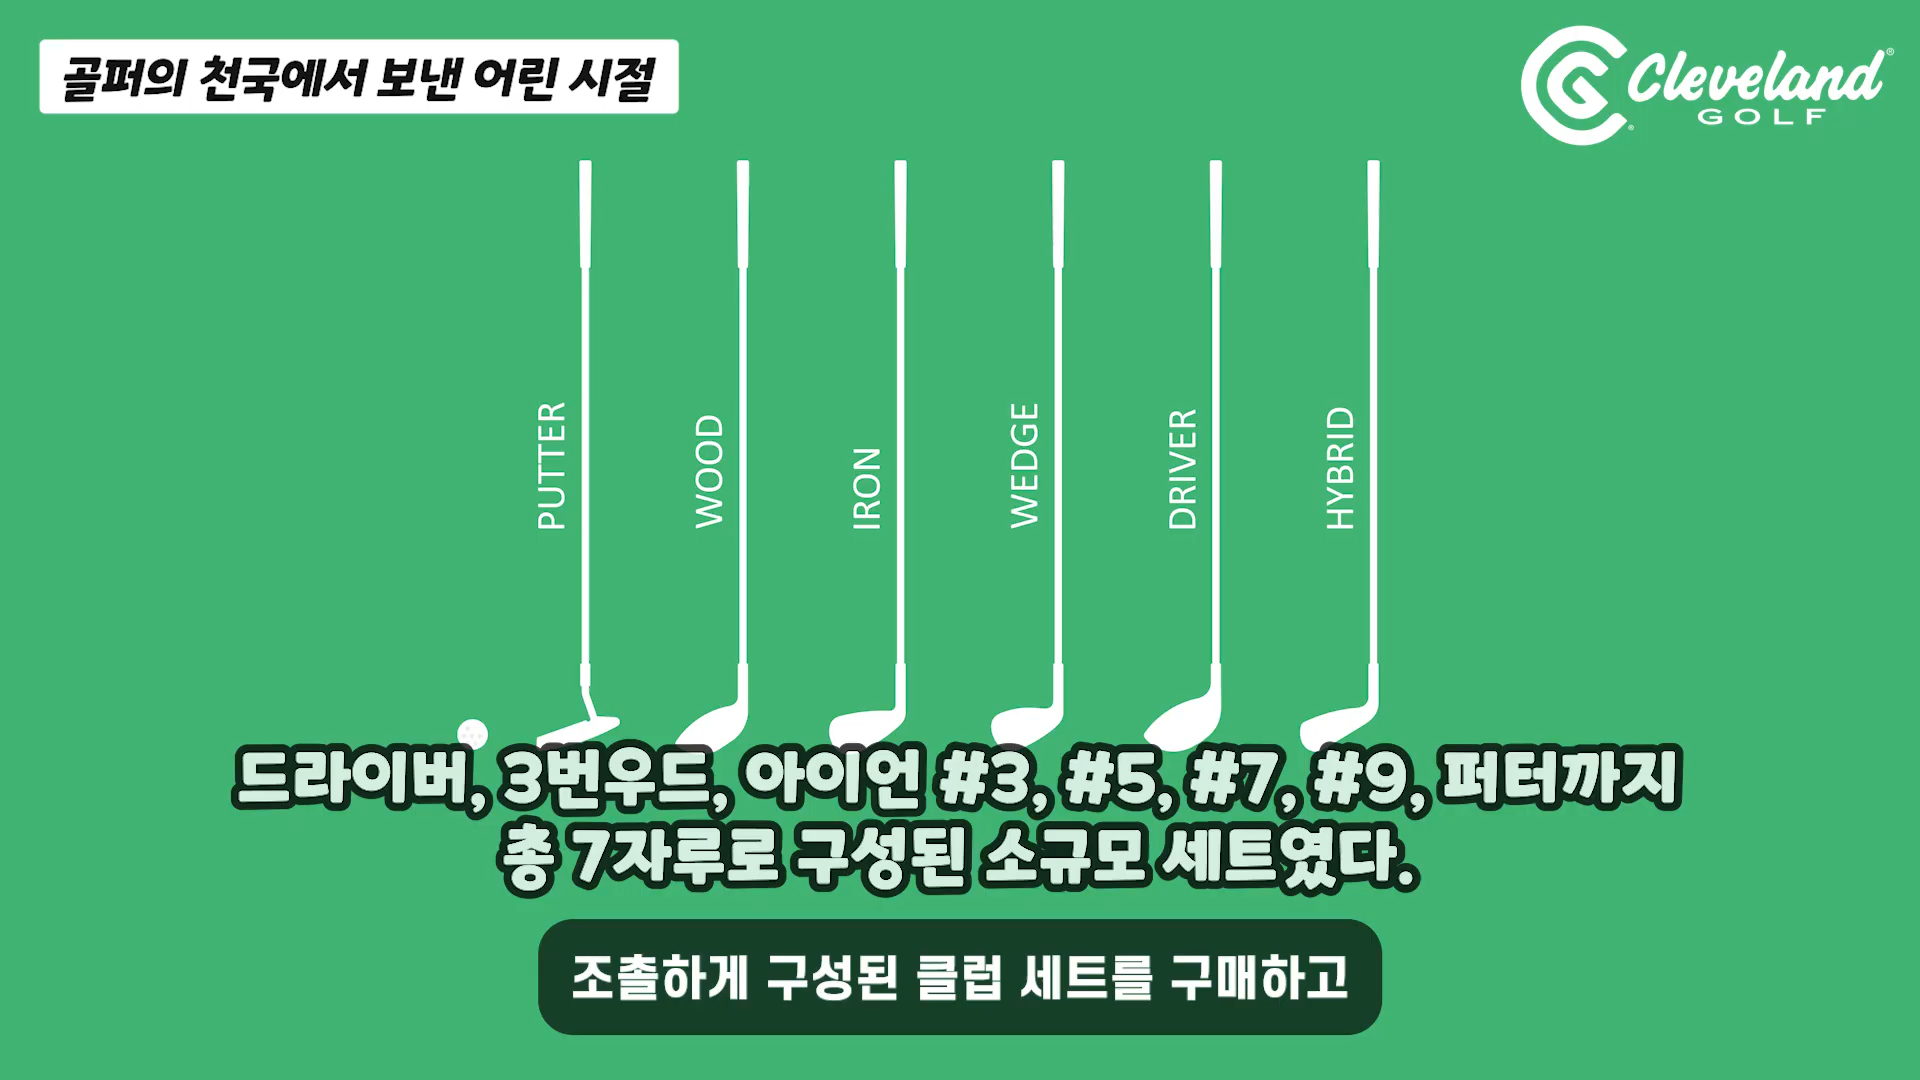 골퍼의 천국에서 보낸 어린 시절
Cleveland®
GOLF
PUTTER
WOOD
IRON
WEDGE
DRIVER
HYBRID
드라이버, 3번우드, 아이언 #3, #5, #7, #9, 퍼터까지
총 7자루로 구성된 소규모 세트였다.
조촐하게 구성된 클럽 세트를 구매하고